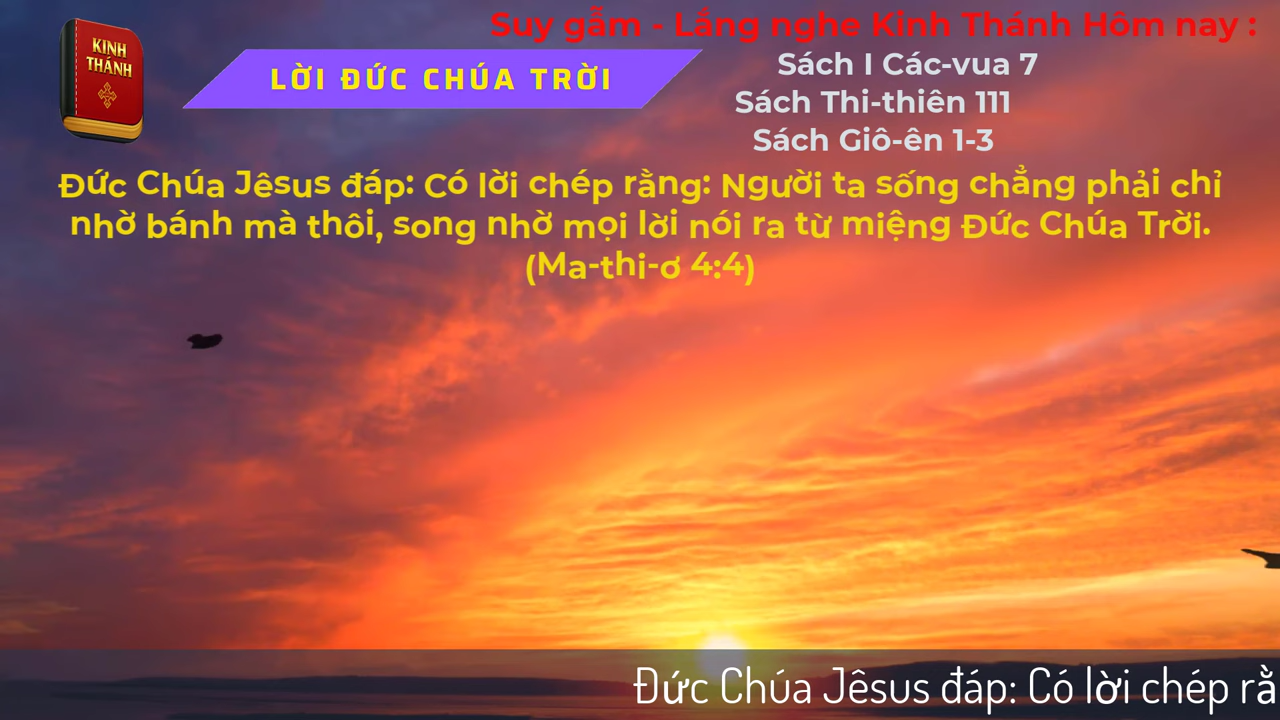 Suy gẫm - Lắng nghe Kinh Thánh Hôm nay :
KINH
THÁNH
LỜI ĐỨC CHÚA TRỜI
Sách I Các-vua 7
Sách Thi-thiên 111
Sách Giô-ên 1-3
Đức Chúa Jêsus đáp: Có lời chép rằng: Người ta sống chẳng phải chỉ
nhờ bánh mà thôi, song nhờ mọi lời nói ra từ miệng Đức Chúa Trời.
(Ma-thi-ơ 4:4)
Đức Chúa Jêsus đáp: Có lời chép rằ